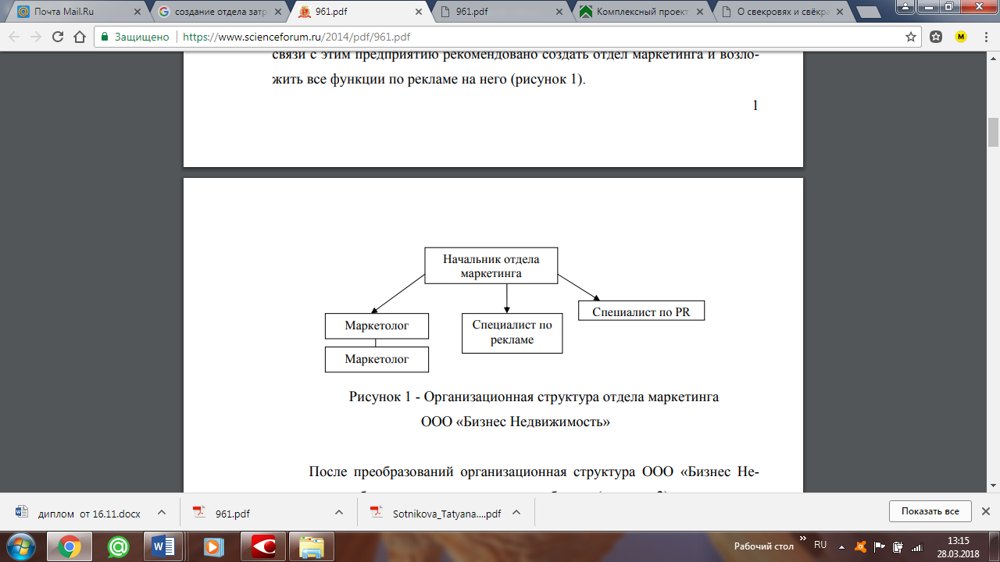 Почта Mail.Ru
создание отдела затр
961.pdf
961.pdf
Комплексный проект
О свекровях и свёкра
Защищено
https://www.scienceforum.ru/2014/pdf/961.pdf
M
связи с этим предприятию рекомендовано создать отдел маркетинга и возло-
жить все функции по рекламе на него (рисунок 1).
1
Начальник отдела
маркетинга
Специалист по PR
Маркетолог
Специалист по
рекламе
Маркетолог
Рисунок 1 - Организационная структура отдела маркетинга
ООО «Бизнес Недвижимость»
После преобразований организационная структура ООО «Бизнес Не-
диплом от 16.11.docx
961.pdf
Sotnikova_Tatyana....pdf
Показать все
Рабочий стол
RU
13:15
28.03.2018